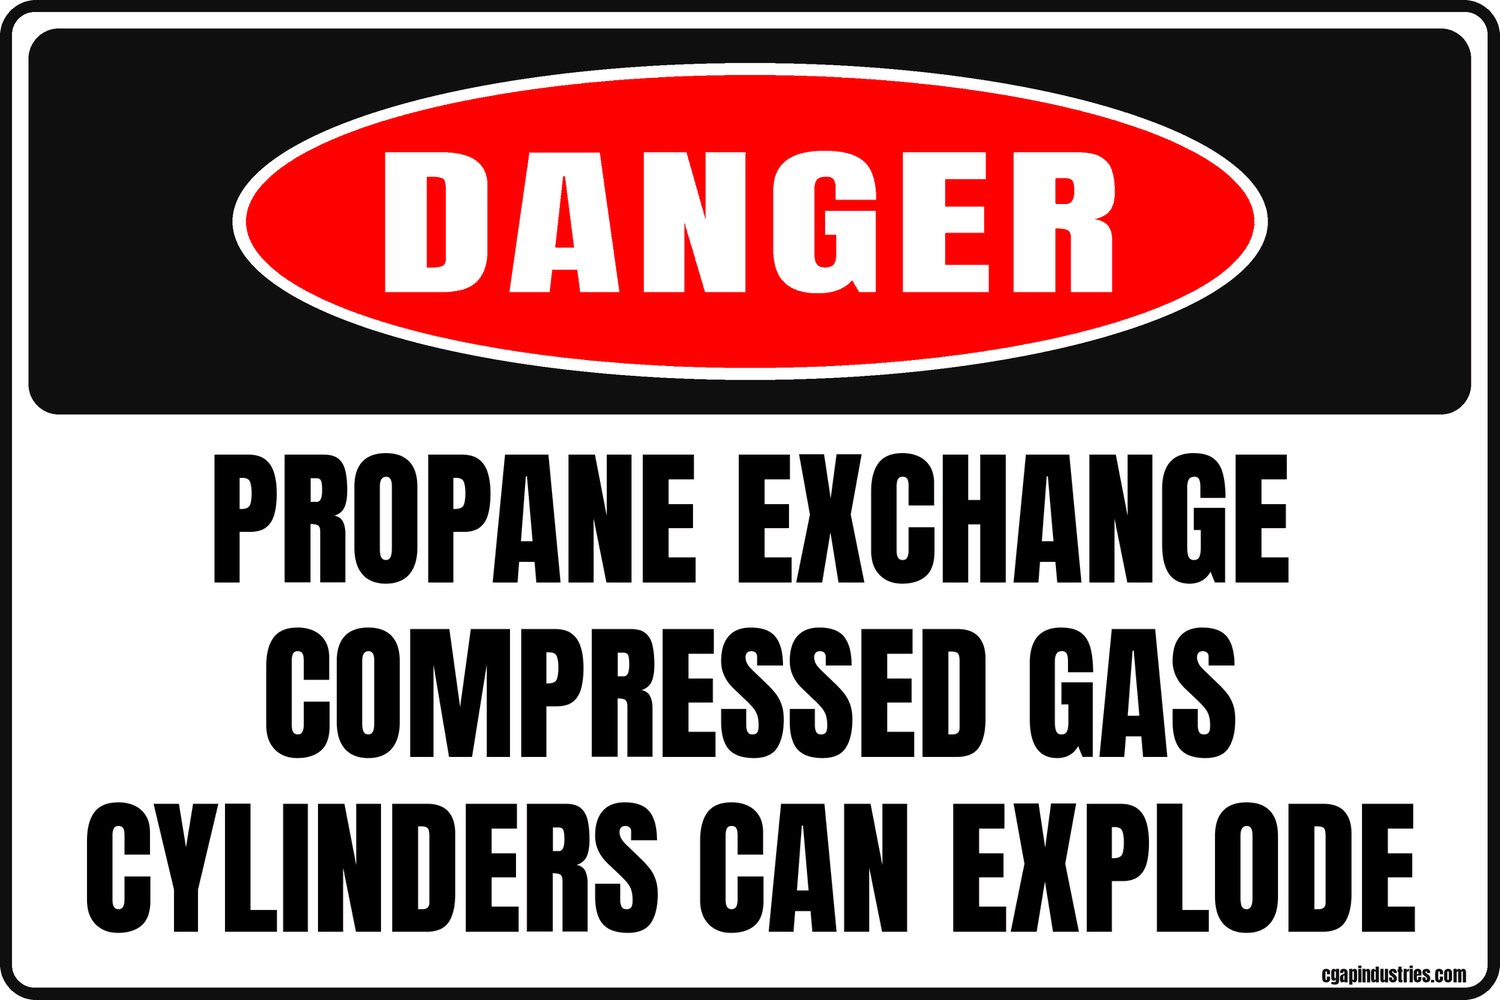 DANGER
PROPANE EXCHANGE
COMPRESSED GAS
CYLINDERS CAN EXPLODE
cgapindustries.com